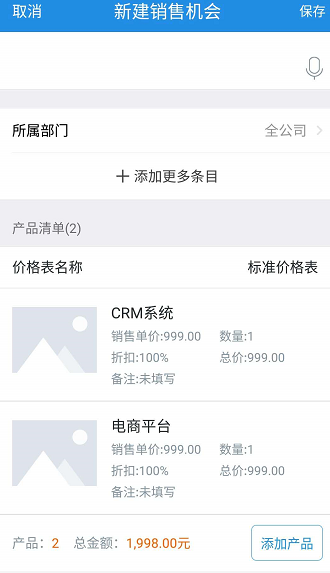 取消 新建销售机会 保存
所属部门 全公司
添加更多条目
产品清单(2)
价格表名称 标准价格表
CRM系统
销售单价:999.00 数量:1
折扣:100% 总价:999.00
备注:未填写
电商平台
销售单价:999.00 数量:1
折扣:100% 总价:999.00
备注:未填写
产品: 2 总金额: 1,998.00元 添加产品